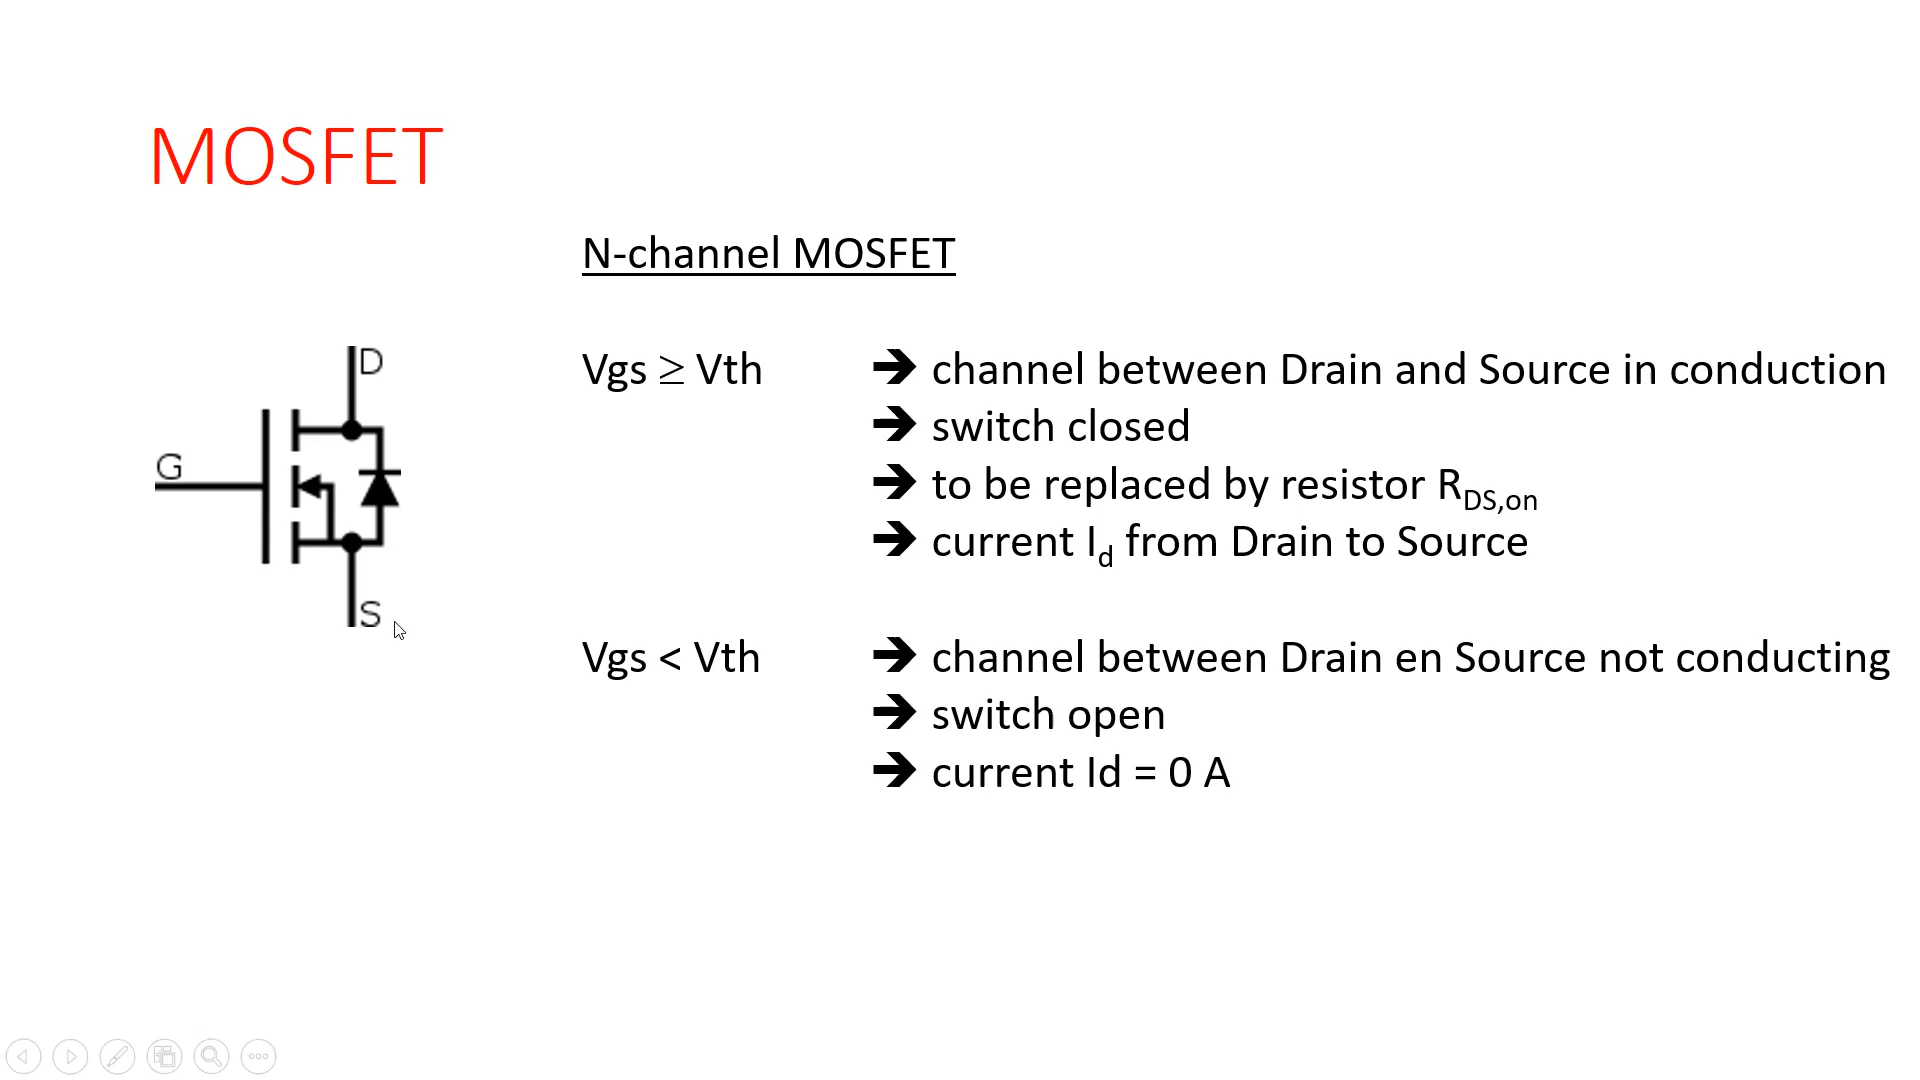 MOSFET
N-channel MOSFET
D
G
S
Vgs ≥ Vth ➔ channel between Drain and Source in conduction
➔ switch closed
➔ to be replaced by resistor R_DS,on
➔ current I_d from Drain to Source
Vgs < Vth ➔ channel between Drain en Source not conducting
➔ switch open
➔ current Id = 0 A